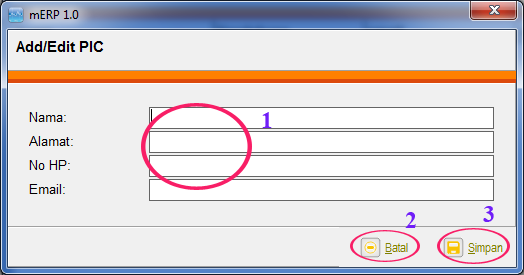 mERP 1.0
Add/Edit PIC
Nama:
1
Alamat:
No HP:
Email:
2
3
Batal
Simpan